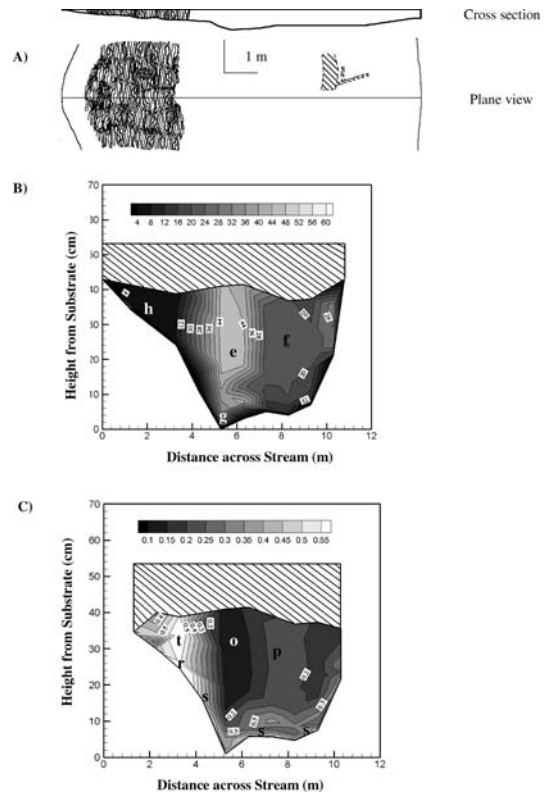 Cross section
A)
1 m
Plane view
B)
70
4 8 12 16 20 24 28 32 36 40 44 48 52 56 60
60
50
40
30
20
10
0
Height from Substrate (cm)
h
e
f
g
0 2 4 6 8 10 12
Distance across Stream (m)
C)
70
0.1 0.15 0.2 0.25 0.3 0.35 0.4 0.45 0.5 0.55
60
50
40
30
20
10
0
Height from Substrate (cm)
t
o
p
r
s
s s
0 2 4 6 8 10 12
Distance across Stream (m)